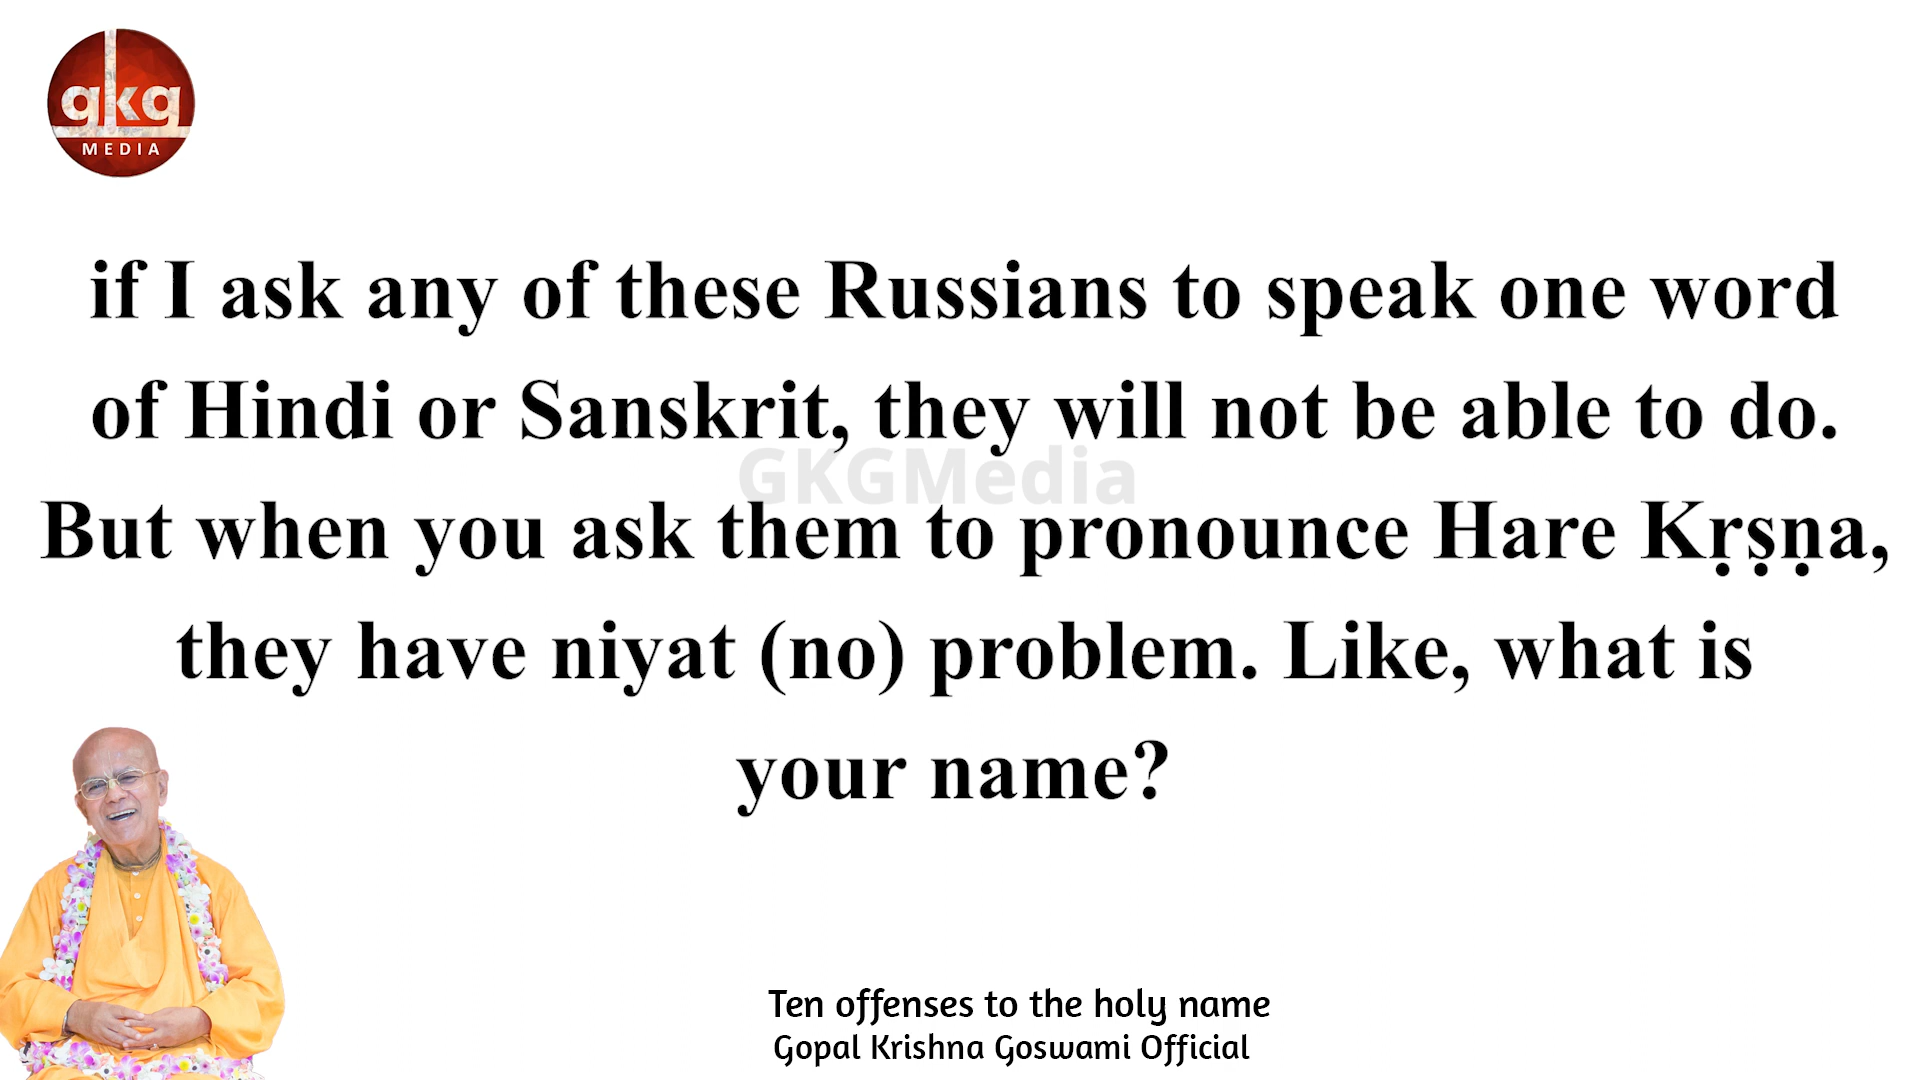 gkg
MEDIA
if I ask any of these Russians to speak one word
of Hindi or Sanskrit, they will not be able to do.
GKGMedia
But when you ask them to pronounce Hare Kṛṣṇa,
they have niyat (no) problem. Like, what is
your name?
Ten offenses to the holy name
Gopal Krishna Goswami Official